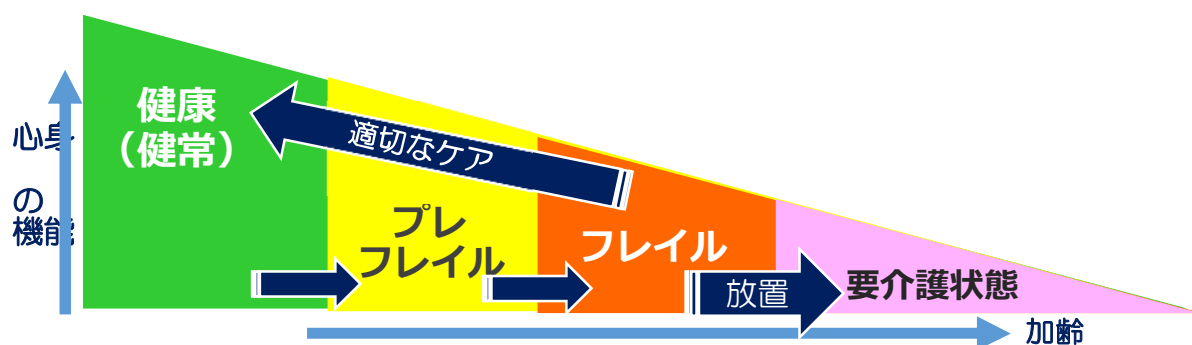 健康
(健常)
心身
の
機能
適切なケア
プレ
フレイル
フレイル
放置
要介護状態
加齢